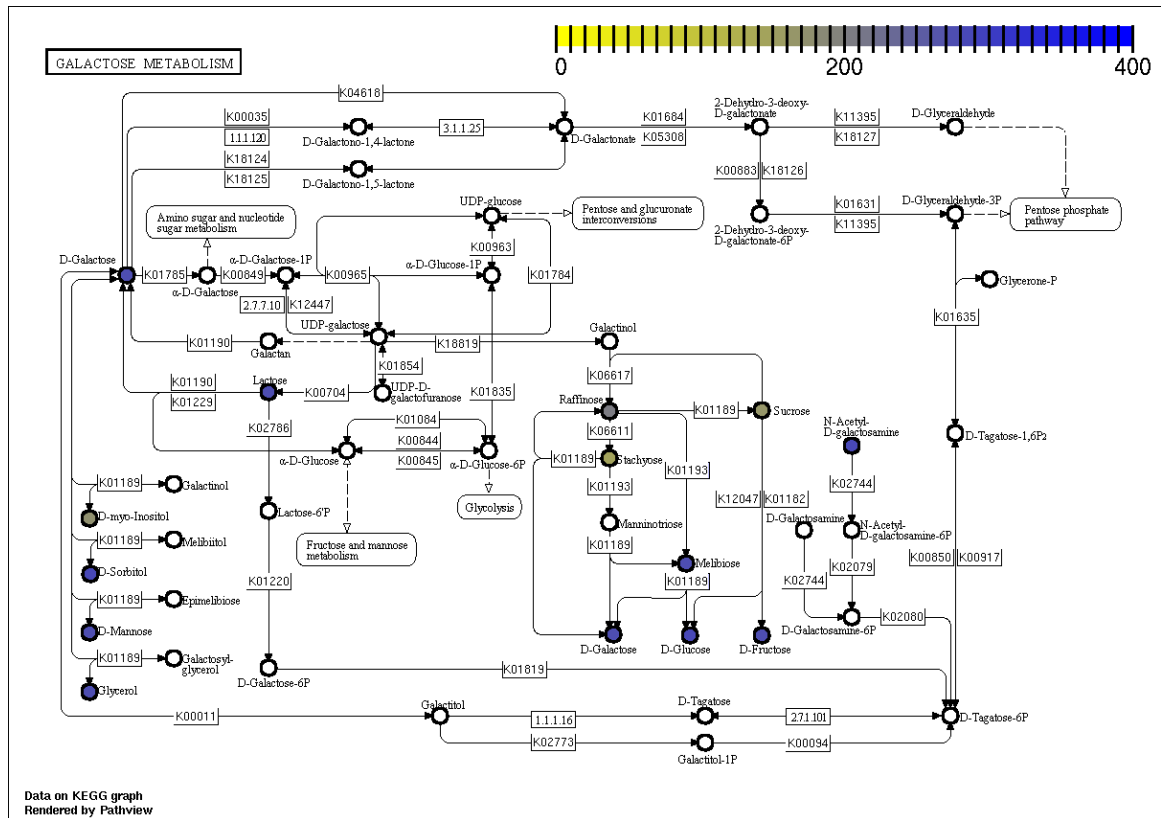 GALACTOSE METABOLISM
0
200
400
K04618
K00035
1.1.1.120
D-Galactono-1,4-lactone
3.1.1.25
D-Galactonate
K01684
K05308
2-Dehydro-3-deoxy-
D-galactonate
K11395
K18127
D-Glyceraldehyde
K18124
K18125
D-Galactono-1,5-lactone
K00883
K18126
UDP-glucose
Pentose and glucuronate
interconversions
2-Dehydro-3-deoxy-
D-galactonate-6P
K01631
K11395
D-Glyceraldehyde-3P
Pentose phosphate
pathway
Amino sugar and nucleotide
sugar metabolism
K00963
D-Galactose
K01785
α-D-Galactose
K00849
α-D-Galactose-1P
K00965
α-D-Glucose-1P
K01784
Glycerone-P
2.7.7.10
K12447
K01635
UDP-galactose
K01190
Galactan
K18819
Galactinol
K01854
K01190
K01229
Lactose
K00704
UDP-D-
galactofuranose
K01835
K06617
K02786
K01084
K00844
K00845
α-D-Glucose
α-D-Glucose-6P
Raffinose
K01189
Sucrose
K06611
K01189
Stachyose
K01193
K01193
N-Acetyl-
D-galactosamine
D-Tagatose-1,6P2
K01189
Galactinol
D-myo-Inositol
Lactose-6'P
Glycolysis
Manninotriose
K12047
K01182
K02744
D-Galactosamine
N-Acetyl-
D-galactosamine-6P
K01189
Melibiitol
D-Sorbitol
Fructose and mannose
metabolism
K01189
Melibiose
K01189
K00850
K00917
K01220
K02744
K02079
K01189
Epimelibiose
D-Mannose
D-Galactose
D-Glucose
D-Fructose
D-Galactosamine-6P
K02080
K01189
Galactosyl-
glycerol
Glycerol
D-Galactose-6P
K01819
K00011
Galactitol
1.1.1.16
D-Tagatose
2.7.1.101
D-Tagatose-6P
K02773
Galactitol-1P
K00094
Data on KEGG graph
Rendered by Pathview